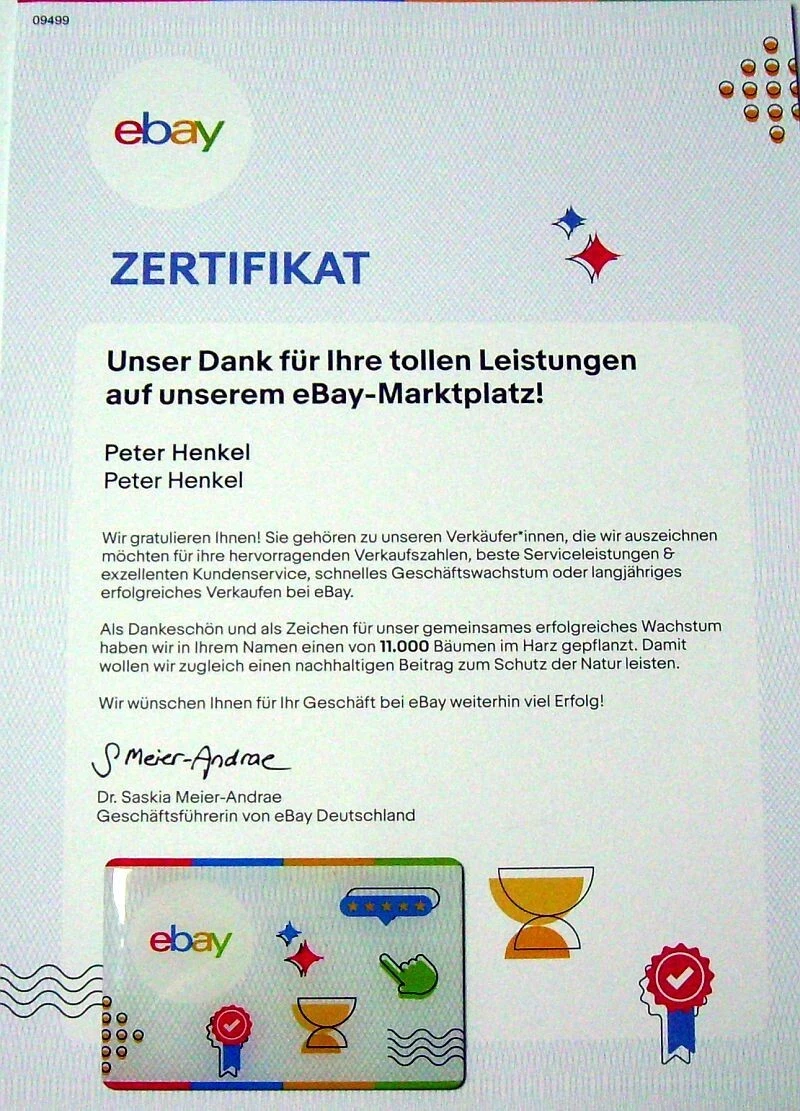 09499
ebay
ZERTIFIKAT
Unser Dank für Ihre tollen Leistungen
auf unserem eBay-Marktplatz!
Peter Henkel
Peter Henkel
Wir gratulieren Ihnen! Sie gehören zu unseren Verkäufer*innen, die wir auszeichnen
möchten für ihre hervorragenden Verkaufszahlen, beste Serviceleistungen &
exzellenten Kundenservice, schnelles Geschäftswachstum oder langjähriges
erfolgreiches Verkaufen bei eBay.
Als Dankeschön und als Zeichen für unser gemeinsames erfolgreiches Wachstum
haben wir in Ihrem Namen einen von 11.000 Bäumen im Harz gepflanzt. Damit
wollen wir zugleich einen nachhaltigen Beitrag zum Schutz der Natur leisten.
Wir wünschen Ihnen für Ihr Geschäft bei eBay weiterhin viel Erfolg!
S Meier-Andrae
Dr. Saskia Meier-Andrae
Geschäftsführerin von eBay Deutschland
ebay